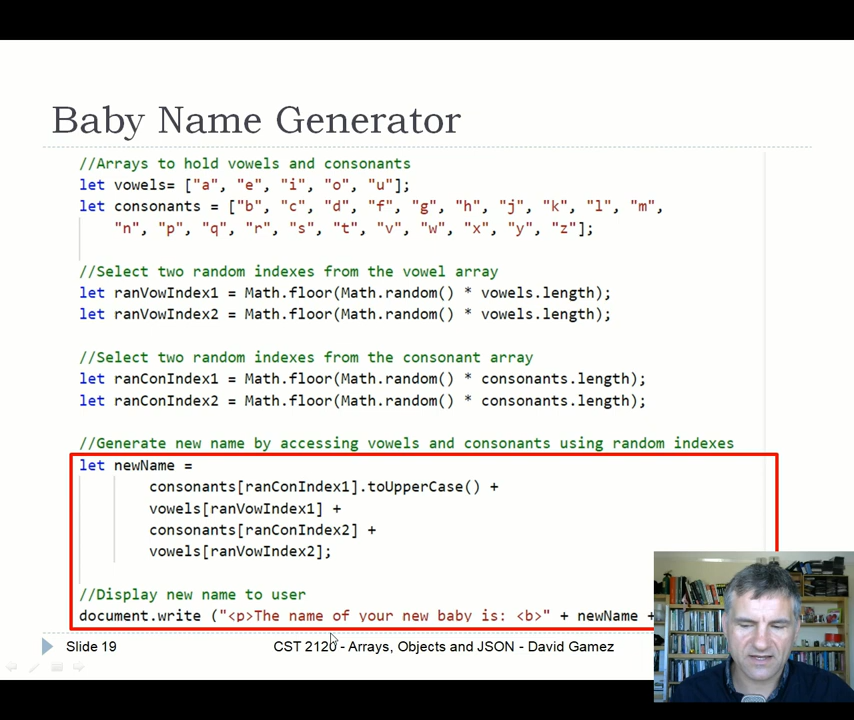 Baby Name Generator
//Arrays to hold vowels and consonants
let vowels= ["a", "e", "i", "o", "u"];
let consonants = ["b", "c", "d", "f", "g", "h", "j", "k", "l", "m",
"n", "p", "q", "r", "s", "t", "v", "w", "x", "y", "z"];
//Select two random indexes from the vowel array
let ranVowIndex1 = Math.floor(Math.random() * vowels.length);
let ranVowIndex2 = Math.floor(Math.random() * vowels.length);
//Select two random indexes from the consonant array
let ranConIndex1 = Math.floor(Math.random() * consonants.length);
let ranConIndex2 = Math.floor(Math.random() * consonants.length);
//Generate new name by accessing vowels and consonants using random indexes
let newName =
consonants[ranConIndex1].toUpperCase() +
vowels[ranVowIndex1] +
consonants[ranConIndex2] +
vowels[ranVowIndex2];
//Display new name to user
document.write ("<p>The name of your new baby is: <b>" + newName +
Slide 19
CST 2120 - Arrays, Objects and JSON - David Gamez